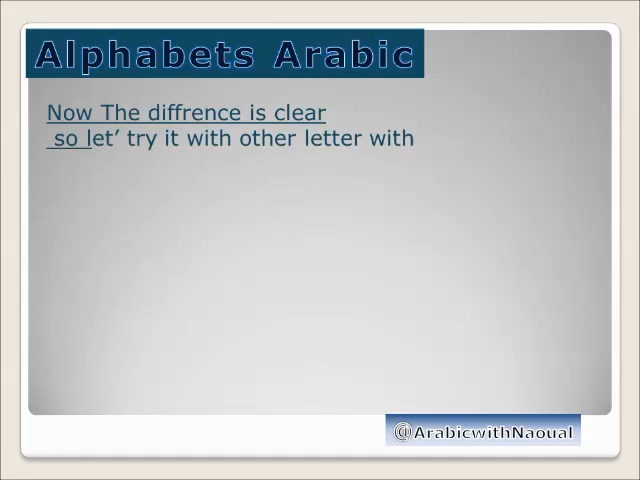 Alphabets Arabic
Now The diffrence is clear
so let’ try it with other letter with
@ArabicwithNaoual